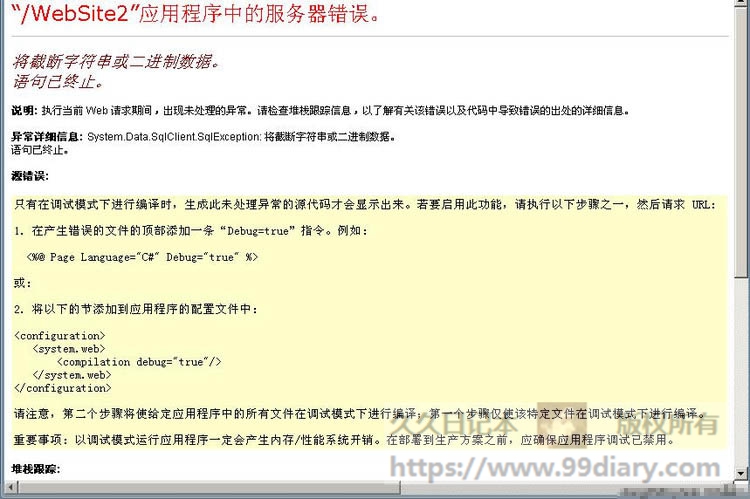 “/WebSite2”应用程序中的服务器错误。
将截断字符串或二进制数据。
语句已终止。
说明: 执行当前 Web 请求期间，出现未处理的异常。请检查堆栈跟踪信息，以了解有关该错误以及代码中导致错误的出处的详细信息。
异常详细信息: System.Data.SqlClient.SqlException: 将截断字符串或二进制数据。
语句已终止。
源错误:
只有在调试模式下进行编译时，生成此未处理异常的源代码才会显示出来。若要启用此功能，请执行以下步骤之一，然后请求 URL:
1. 在产生错误的文件的顶部添加一条“Debug=true”指令。例如:
<%@ Page Language="C#" Debug="true" %>
或:
2. 将以下的节添加到应用程序的配置文件中:
<configuration>
<system.web>
<compilation debug="true"/>
</system.web>
</configuration>
请注意，第二个步骤将使给定应用程序中的所有文件在调试模式下进行编译；第一个步骤仅使该特定文件在调试模式下进行编译。
重要事项: 以调试模式运行应用程序一定会产生内存/性能系统开销。在部署到生产方案之前，应确保应用程序调试已禁用。
久久日记本 版权所有
https://www.99diary.com
堆栈跟踪: